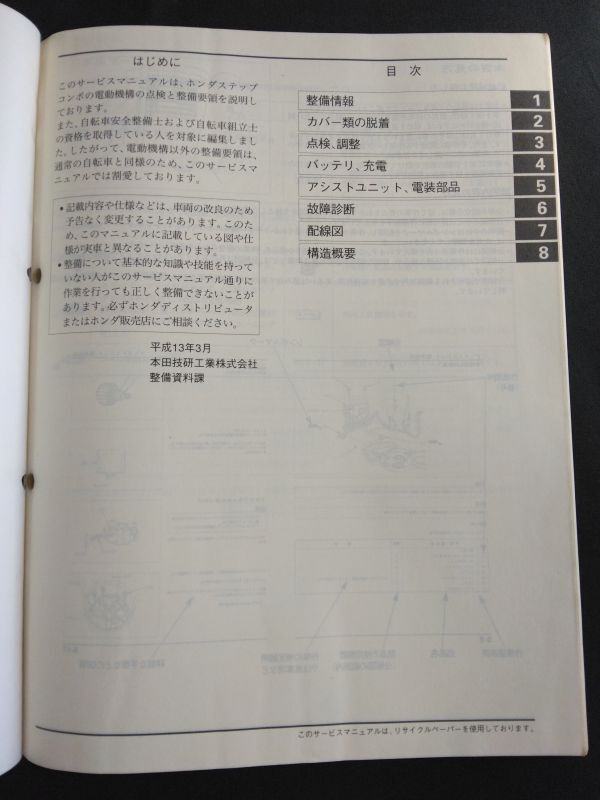 はじめに
このサービスマニュアルは、ホンダステップ
コンポの電動機構の点検と整備要領を説明し
ております。
また、自転車安全整備士および自転車組立士
の資格を取得している人を対象に編集しまし
た。したがって、電動機構以外の整備要領は、
通常の自転車と同様のため、このサービスマ
ニュアルでは割愛しております。
•記載内容や仕様などは、車両の改良のため
予告なく変更することがあります。このた
め、このマニュアルに記載している図や仕
様が実車と異なることがあります。
•整備について基本的な知識や技能を持って
いない人がこのサービスマニュアル通りに
作業を行っても正しく整備できないことが
あります。必ずホンダディストリビュータ
またはホンダ販売店にご相談ください。
平成13年3月
本田技研工業株式会社
整備資料課
目 次
整備情報 1
カバー類の脱着 2
点検、調整 3
バッテリ、充電 4
アシストユニット、電装部品 5
故障診断 6
配線図 7
構造概要 8
このサービスマニュアルは、リサイクルペーパーを使用しております。